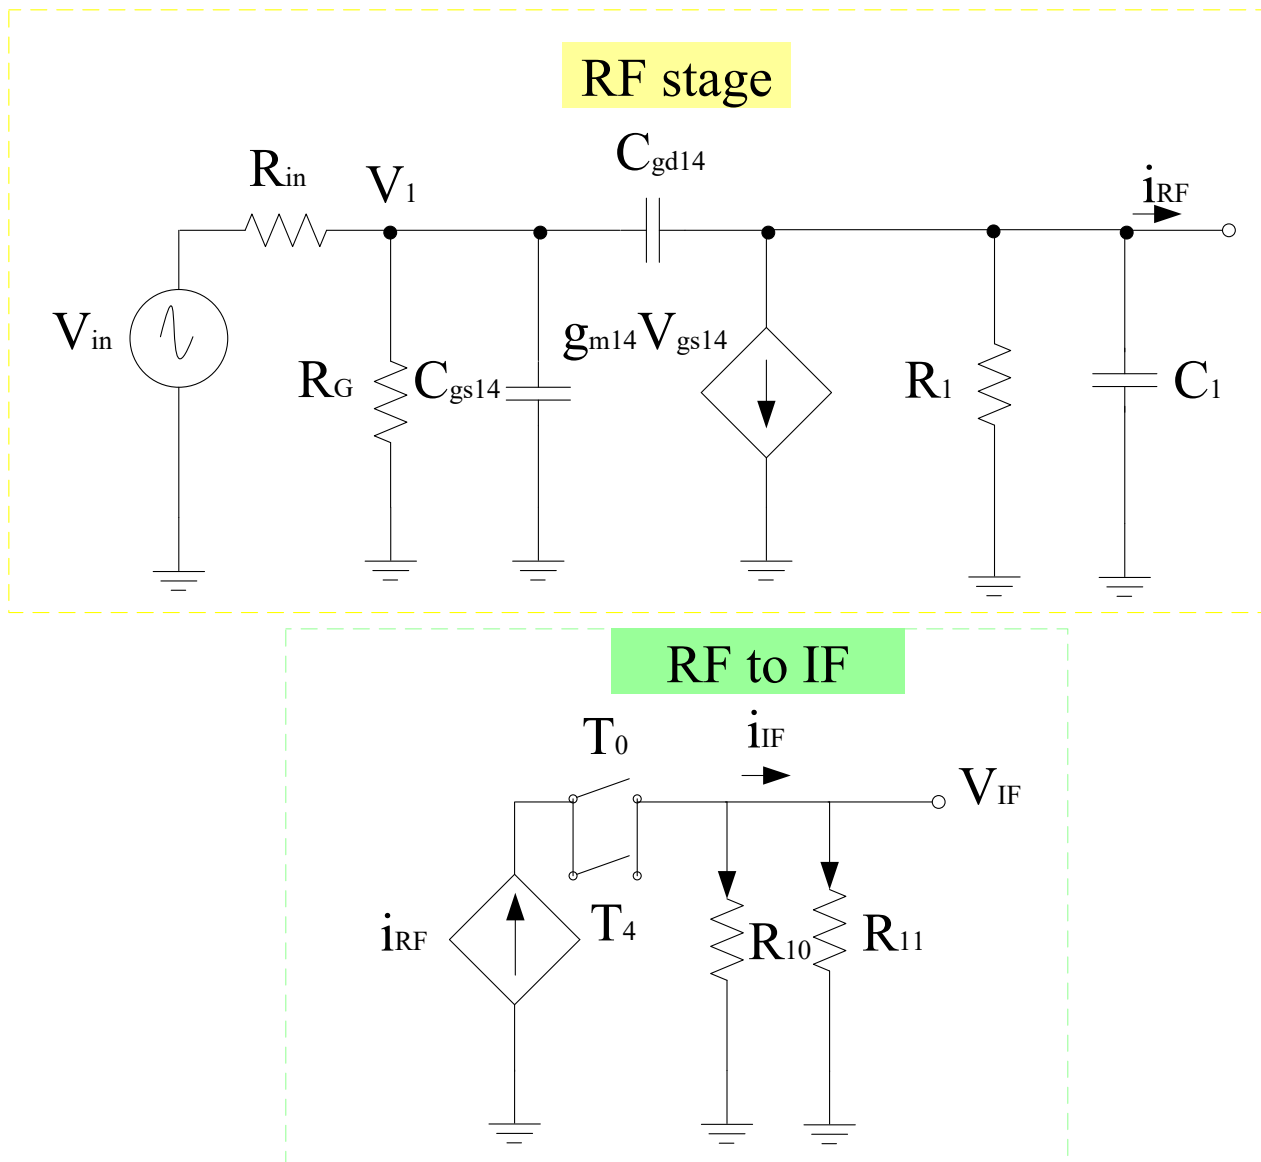 RF stage
Cgd14
Rin
V1
iRF
Vin
gm14Vgs14
RG
Cgs14
R1
C1
RF to IF
T0
iIF
VIF
iRF
T4
R10
R11